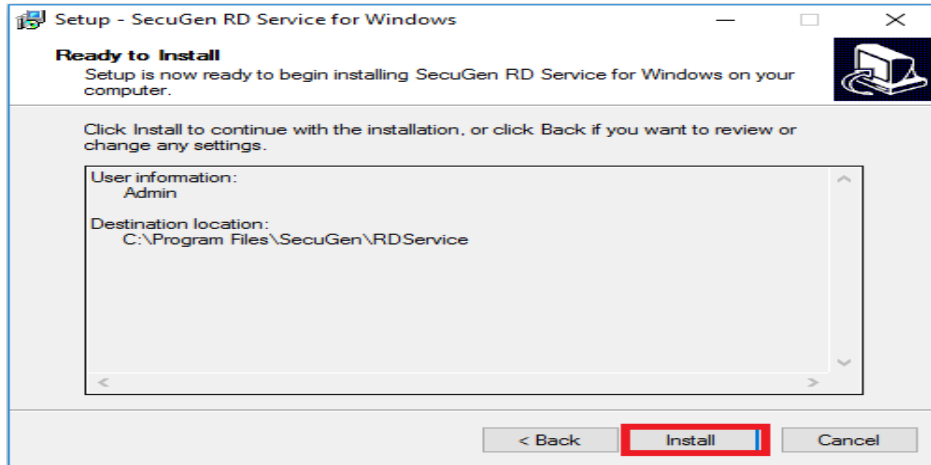 Setup - SecuGen RD Service for Windows
Ready to Install
Setup is now ready to begin installing SecuGen RD Service for Windows on your
computer.
Click Install to continue with the installation, or click Back if you want to review or
change any settings.
User information:
Admin
Destination location:
C:\Program Files\SecuGen\RDService
< Back Install Cancel